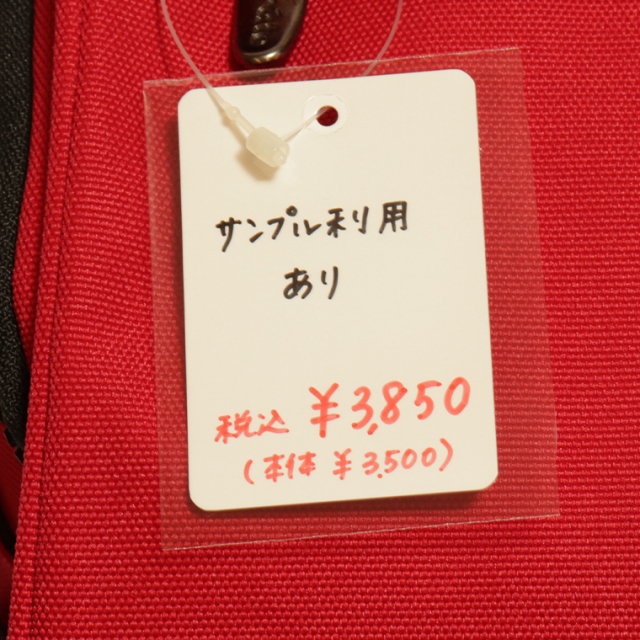 サンプル利用
あり
税込 ¥3,850
(本体 ¥3,500)